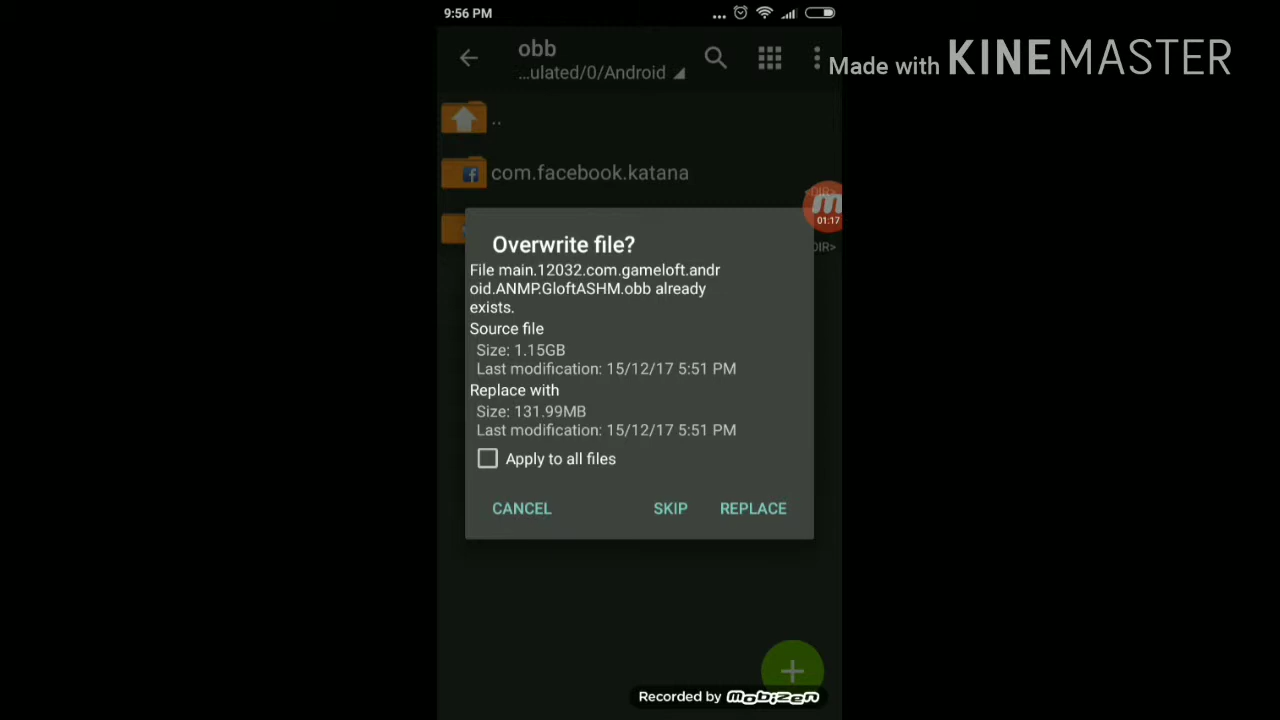 9:56 PM
obb
...ulated/0/Android
Made with KINEMASTER
..
com.facebook.katana
01:17
DIR>
Overwrite file?
File main.12032.com.gameloft.andr
oid.ANMP.GloftASHM.obb already
exists.
Source file
Size: 1.15GB
Last modification: 15/12/17 5:51 PM
Replace with
Size: 131.99MB
Last modification: 15/12/17 5:51 PM
Apply to all files
CANCEL SKIP REPLACE
Recorded by mobizen